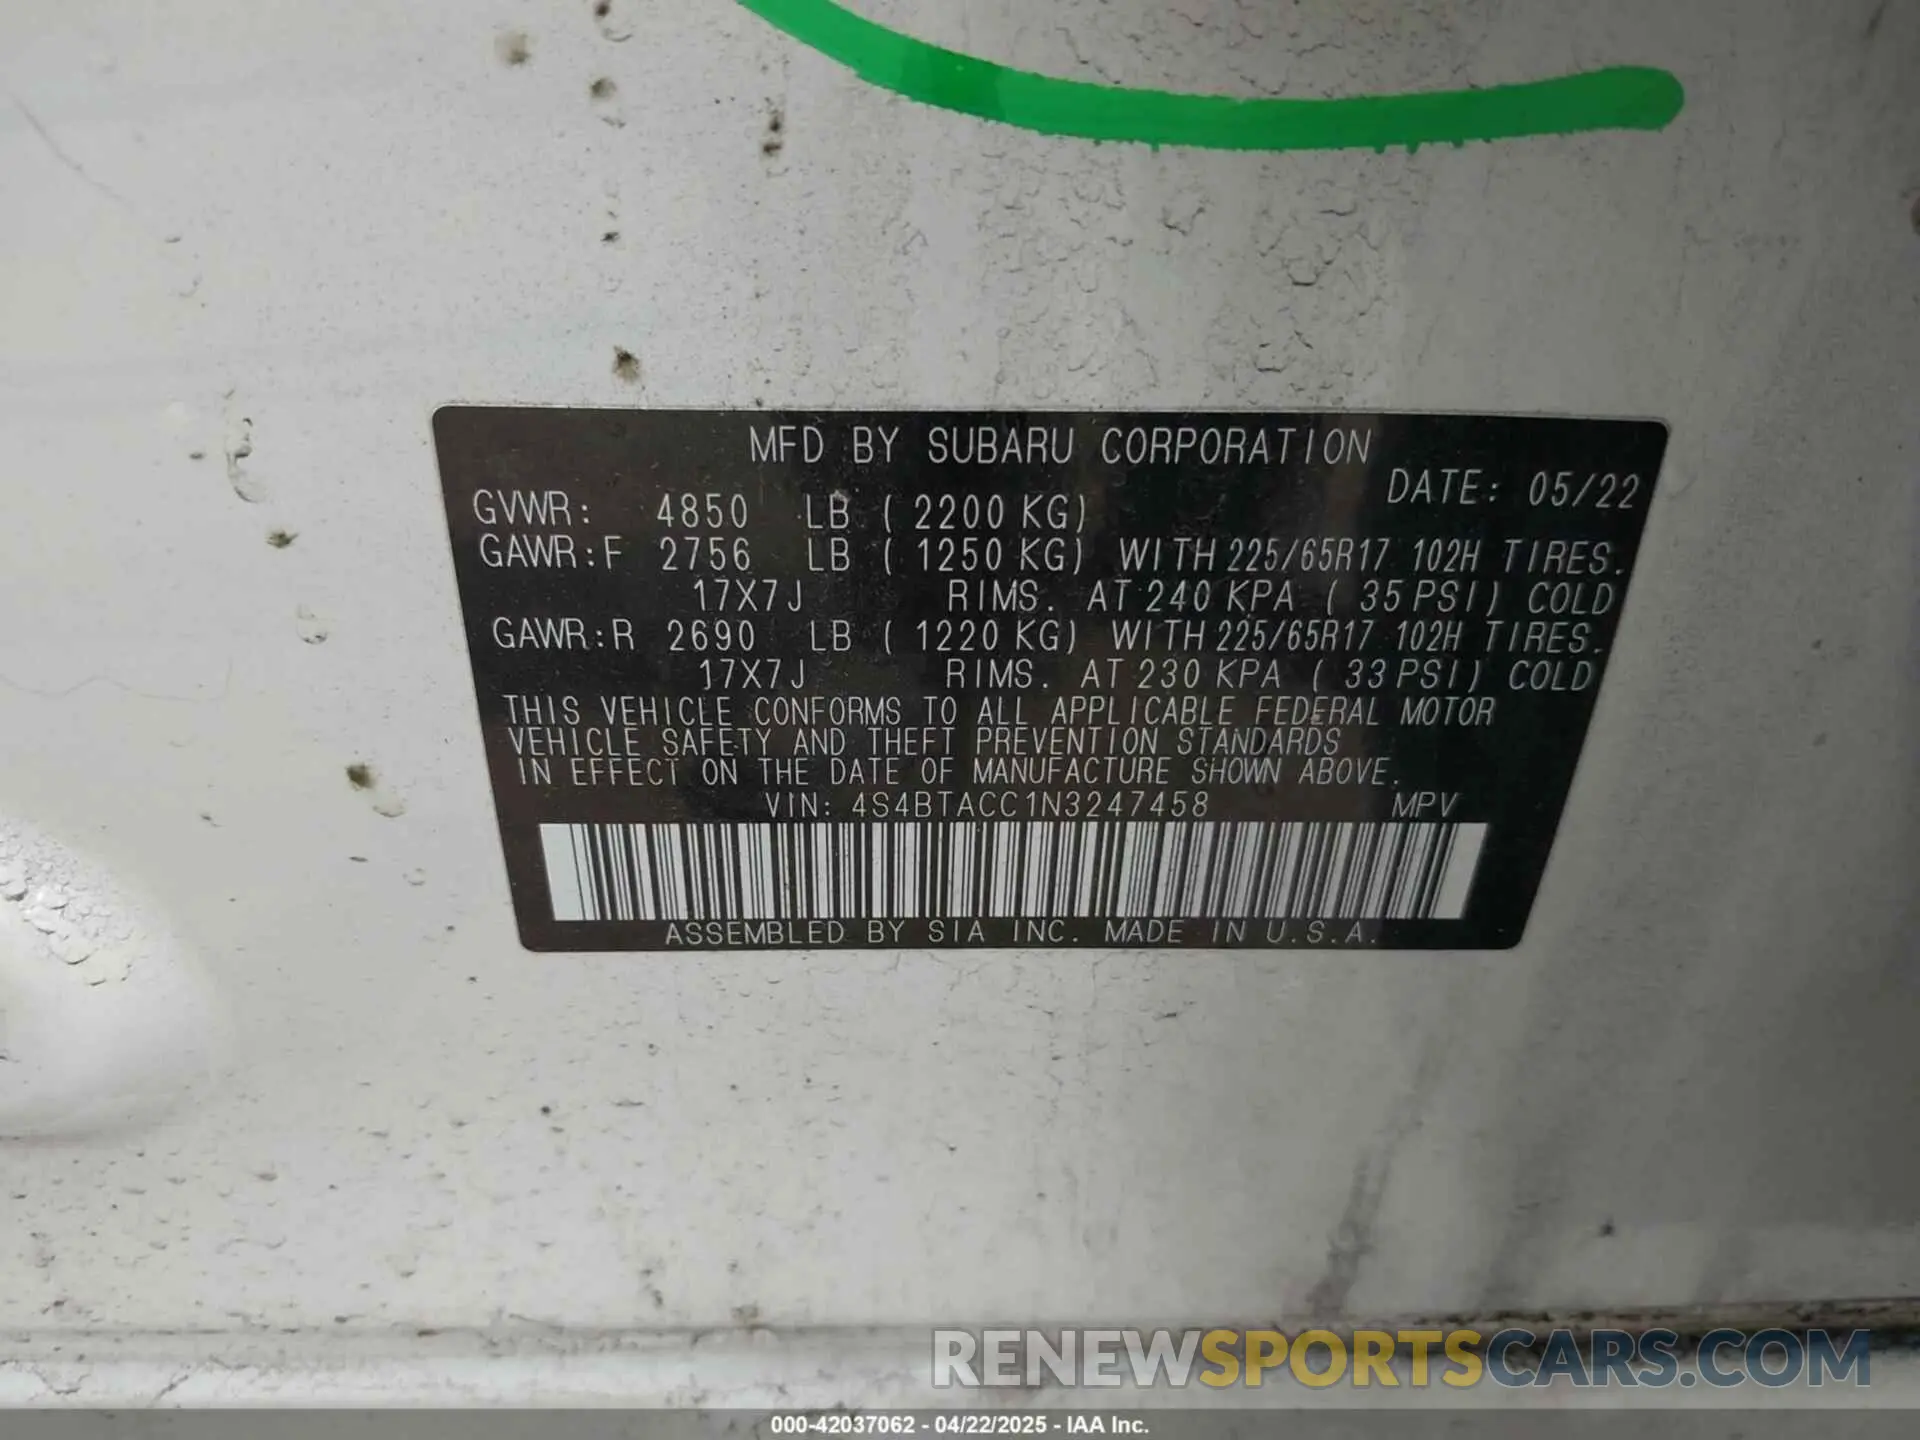 MFD BY SUBARU CORPORATION
DATE: 05/22
GVWR: 4850 LB ( 2200 KG)
GAWR:F 2756 LB ( 1250 KG) WITH 225/65R17 102H TIRES.
17X7J RIMS. AT 240 KPA ( 35 PSI) COLD
GAWR:R 2690 LB ( 1220 KG) WITH 225/65R17 102H TIRES.
17X7J RIMS. AT 230 KPA ( 33 PSI) COLD
THIS VEHICLE CONFORMS TO ALL APPLICABLE FEDERAL MOTOR
VEHICLE SAFETY AND THEFT PREVENTION STANDARDS
IN EFFECT ON THE DATE OF MANUFACTURE SHOWN ABOVE.
VIN: 4S4BTACC1N3247458 MPV
ASSEMBLED BY SIA INC. MADE IN U.S.A.
RENEWSPORTSCARS.COM
000-42037062 - 04/22/2025 - IAA Inc.